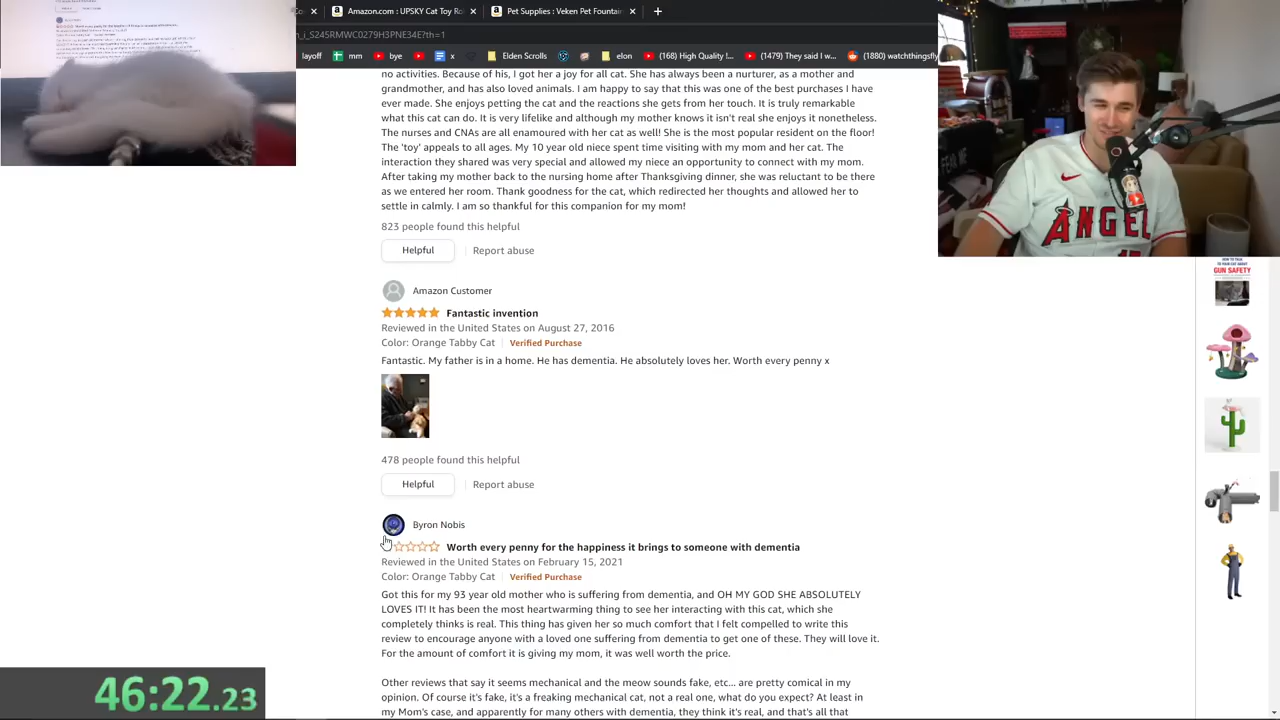 Amazon.com : US
n_i_S245RMWC0279H5PNE34E?th=1
layoff mm bye elon Quality !... (1880) watchthingsfly
no activities. Because of his, I got her a joy for all cat. She has always been a nurturer as a mother and
grandmother, and has always loved animals. I am happy to say that this was one of the best purchases I have
ever made. She enjoys petting the cat and the reactions she gets from her touch. It is truly remarkable
what this cat can do. It is very lifelike and although my mother knows it isn't real she enjoys it nonetheless.
The nurses and CNAs are all enamoured with her cat as well! She is the most popular resident on the floor!
The "joy" appeals to all ages. My 10 year old niece spent time visiting with my mom and her cat. The
interaction they shared was very special and allowed my niece an opportunity to connect with my mom.
After taking my mother back to the nursing home after Thanksgiving dinner, she was reluctant to be there
as we entered her room. Thank goodness for the cat, which redirected her thoughts and allowed her to
settle in calmly. I am so thankful for this companion for my mom!
823 people found this helpful
Helpful Report abuse
Amazon Customer
Fantastic invention
Reviewed in the United States on August 27, 2016
Color: Orange Tabby Cat Verified Purchase
Fantastic. My father is in a home. He has dementia. He absolutely loves her. Worth every penny x
478 people found this helpful
Helpful Report abuse
Byron Nobis
Worth every penny for the happiness it brings to someone with dementia
Reviewed in the United States on February 15, 2021
Color: Orange Tabby Cat Verified Purchase
Got this for my 93 year old mother who is suffering from dementia, and OH MY GOD SHE ABSOLUTELY
LOVES IT! It has been the most heartwarming thing to see her interacting with this cat, which she
completely thinks is real. This thing has given her so much comfort that I felt compelled to write this
review to encourage anyone with a loved one suffering from dementia to get one of these. They will love it.
For the amount of comfort it is giving my mom, it was well worth the price.
Other reviews that say it seems mechanical and the meow sounds fake, etc... are pretty comical in my
opinion. Of course it's fake, it's a freaking mechanical cat, not a real one, what do you expect? At least in
my Mom's case, and apparently for many others with dementia, they think it's real, and that's all that
ANGEL
HOW TO TALK
TO YOUR CAT ABOUT
GUN SAFETY
46:22.23